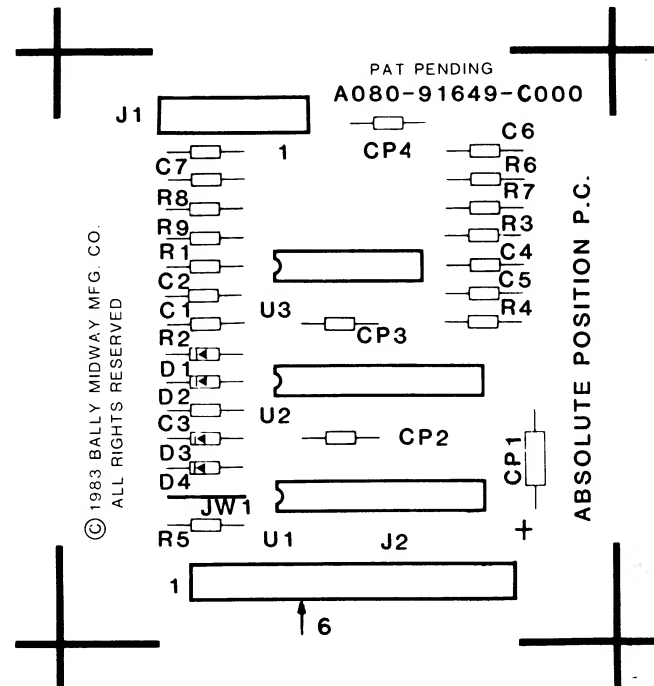 PAT PENDING
A080-91649-C000
J1
1
CP4
C6
C7
R6
R8
R7
R9
R3
R1
C4
C2
C5
C1
U3
R4
R2
CP3
D1
D2
C3
U2
CP2
D3
D4
CP1
JW1
R5
U1
J2
+
1
6
© 1983 BALLY MIDWAY MFG. CO.
ALL RIGHTS RESERVED
ABSOLUTE POSITION P.C.